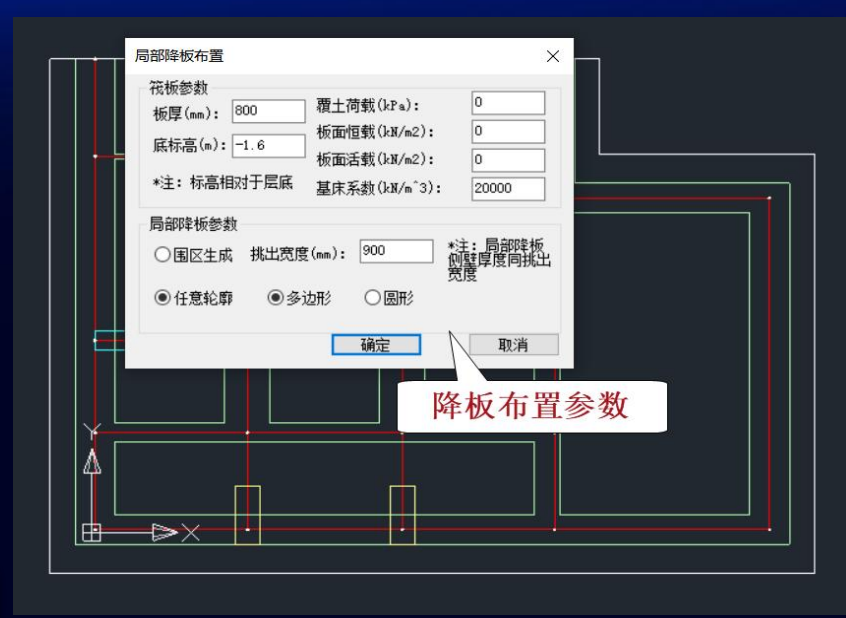 局部降板布置
筏板参数
板厚(mm): 800
覆土荷载(kPa): 0
底标高(m): -1.6
板面恒载(kN/m2): 0
板面活载(kN/m2): 0
*注: 标高相对于层底
基床系数(kN/m^3): 20000
局部降板参数
围区生成 挑出宽度(mm): 900
*注: 局部降板
侧壁厚度同挑出
宽度
任意轮廓 多边形 圆形
确定 取消
降板布置参数
Y
X